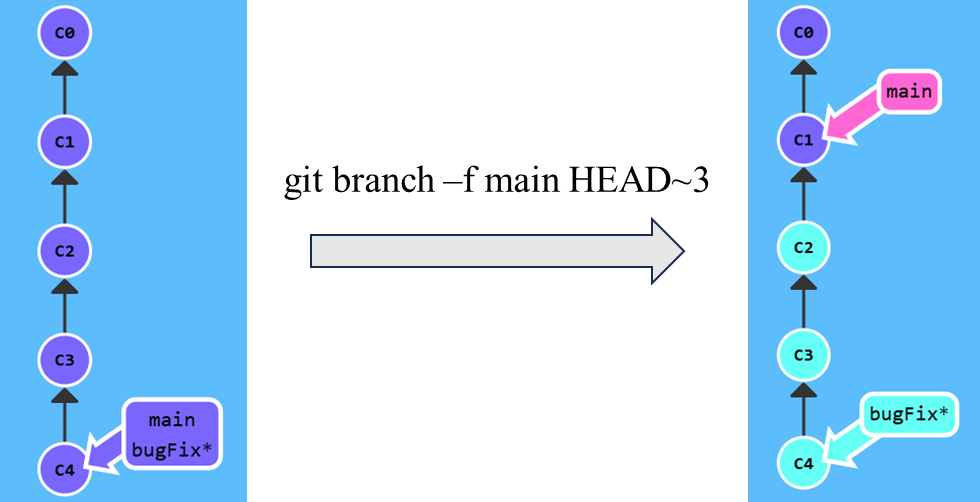 C0
C1
C2
C3
C4
main
bugFix*
git branch –f main HEAD~3
C0
main
C1
C2
C3
bugFix*
C4